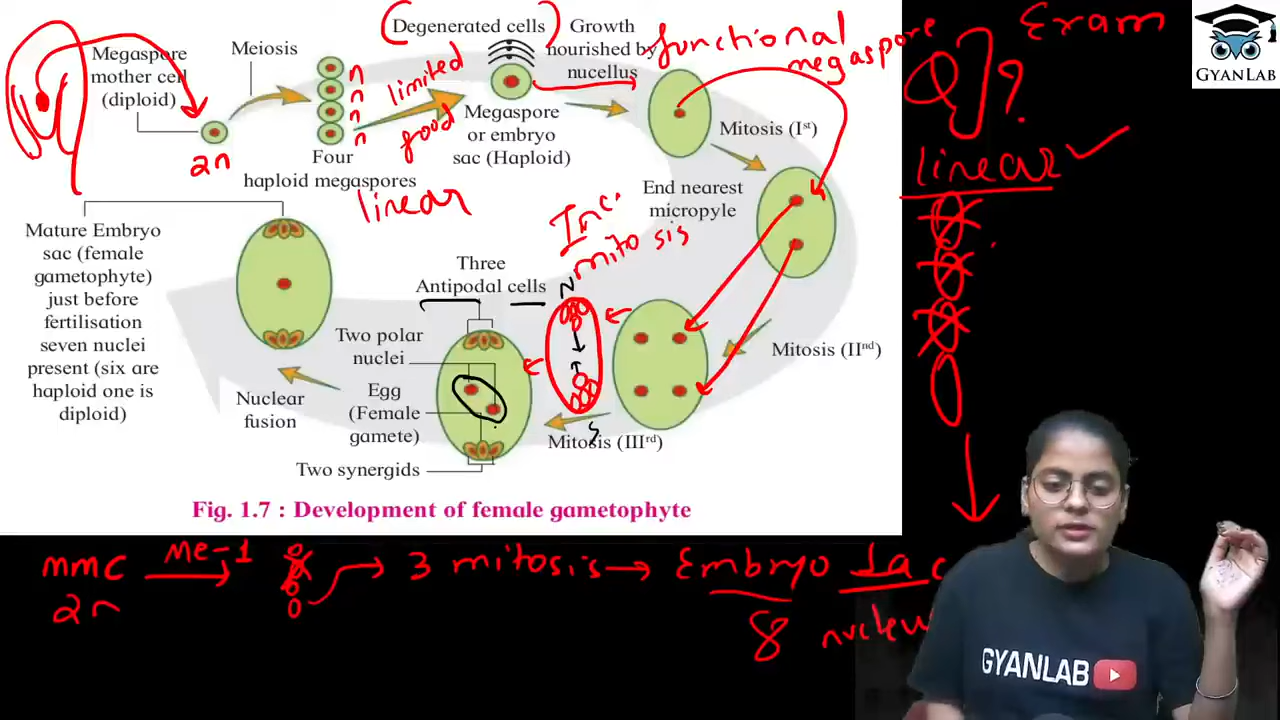 Degenerated cells
Growth
nourished by
nucellus
functional
megaspore
Exam
Q ?
GYANLAB
Megaspore
mother cell
(diploid)
Meiosis
n
n
n
n
limited
food
2n
Four
haploid megaspores
linear
Megaspore
or embryo
sac (Haploid)
Mitosis (Ist)
linear ✓
End nearest
micropyle
Inc.
mitosis
Mature Embryo
sac (female
gametophyte)
just before
fertilisation
seven nuclei
present (six are
haploid one is
diploid)
Three
Antipodal cells
N
Two polar
nuclei
Egg
(Female
gamete)
Two synergids
Nuclear
fusion
Mitosis (IInd)
Mitosis (IIIrd)
S
Fig. 1.7 : Development of female gametophyte
mmc Me-1 → 3 mitosis → Embryo Sac
2n
8 nucleu
GYANLAB